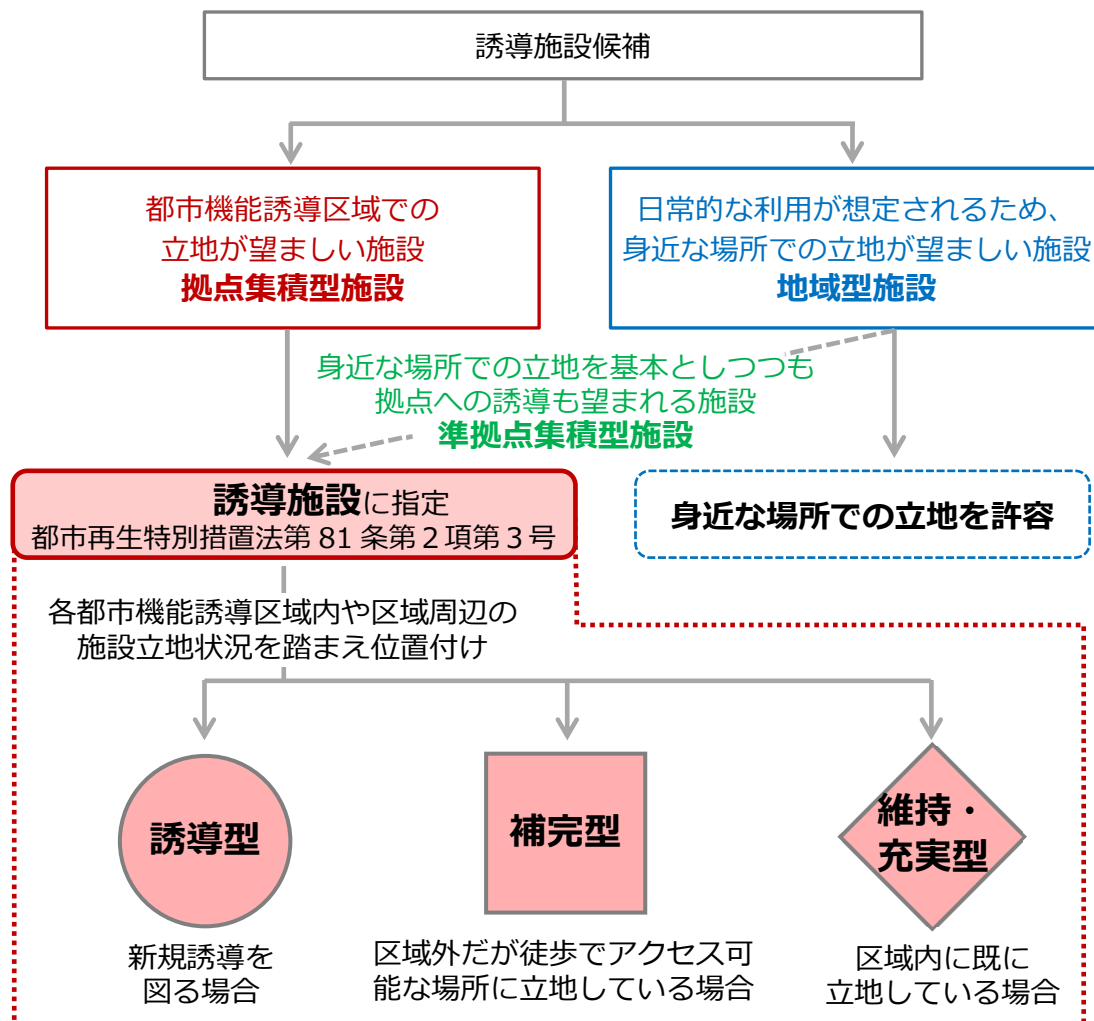 誘導施設候補
都市機能誘導区域での
立地が望ましい施設
拠点集積型施設
日常的な利用が想定されるため、
身近な場所での立地が望ましい施設
地域型施設
身近な場所での立地を基本としつつも
拠点への誘導も望まれる施設
準拠点集積型施設
誘導施設に指定
都市再生特別措置法第 81 条第２項第３号
身近な場所での立地を許容
各都市機能誘導区域内や区域周辺の
施設立地状況を踏まえ位置付け
誘導型
補完型
維持・
充実型
新規誘導を
図る場合
区域外だが徒歩でアクセス可
能な場所に立地している場合
区域内に既に
立地している場合